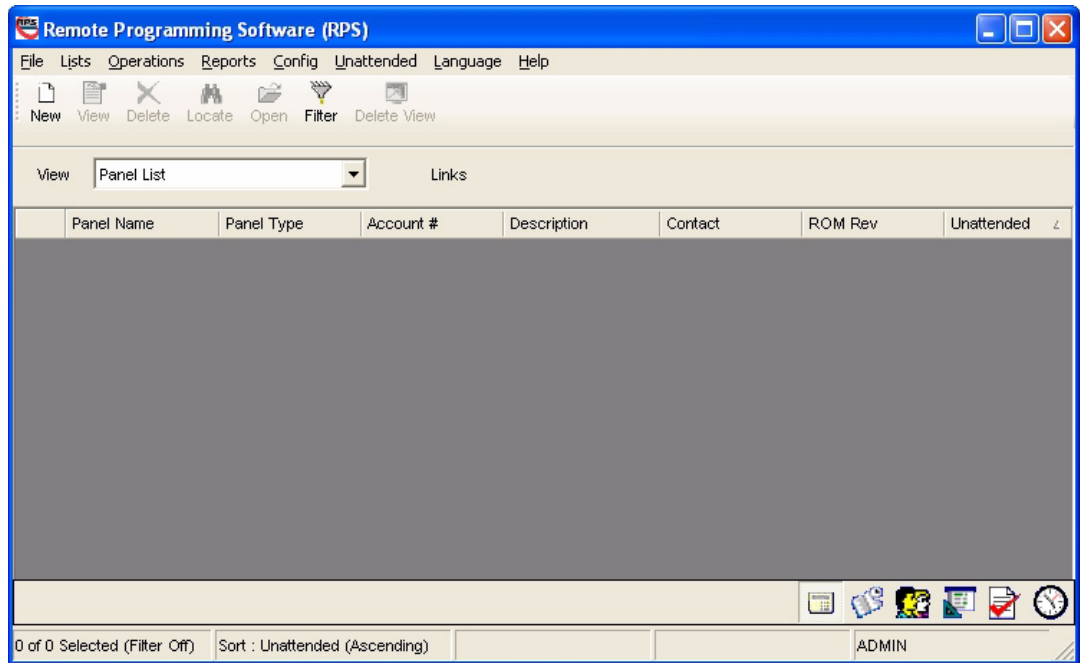 RPS Remote Programming Software (RPS)
File Lists Operations Reports Config Unattended Language Help
New View Delete Locate Open Filter Delete View
View Panel List Links
Panel Name Panel Type Account # Description Contact ROM Rev Unattended
0 of 0 Selected (Filter Off) Sort : Unattended (Ascending) ADMIN